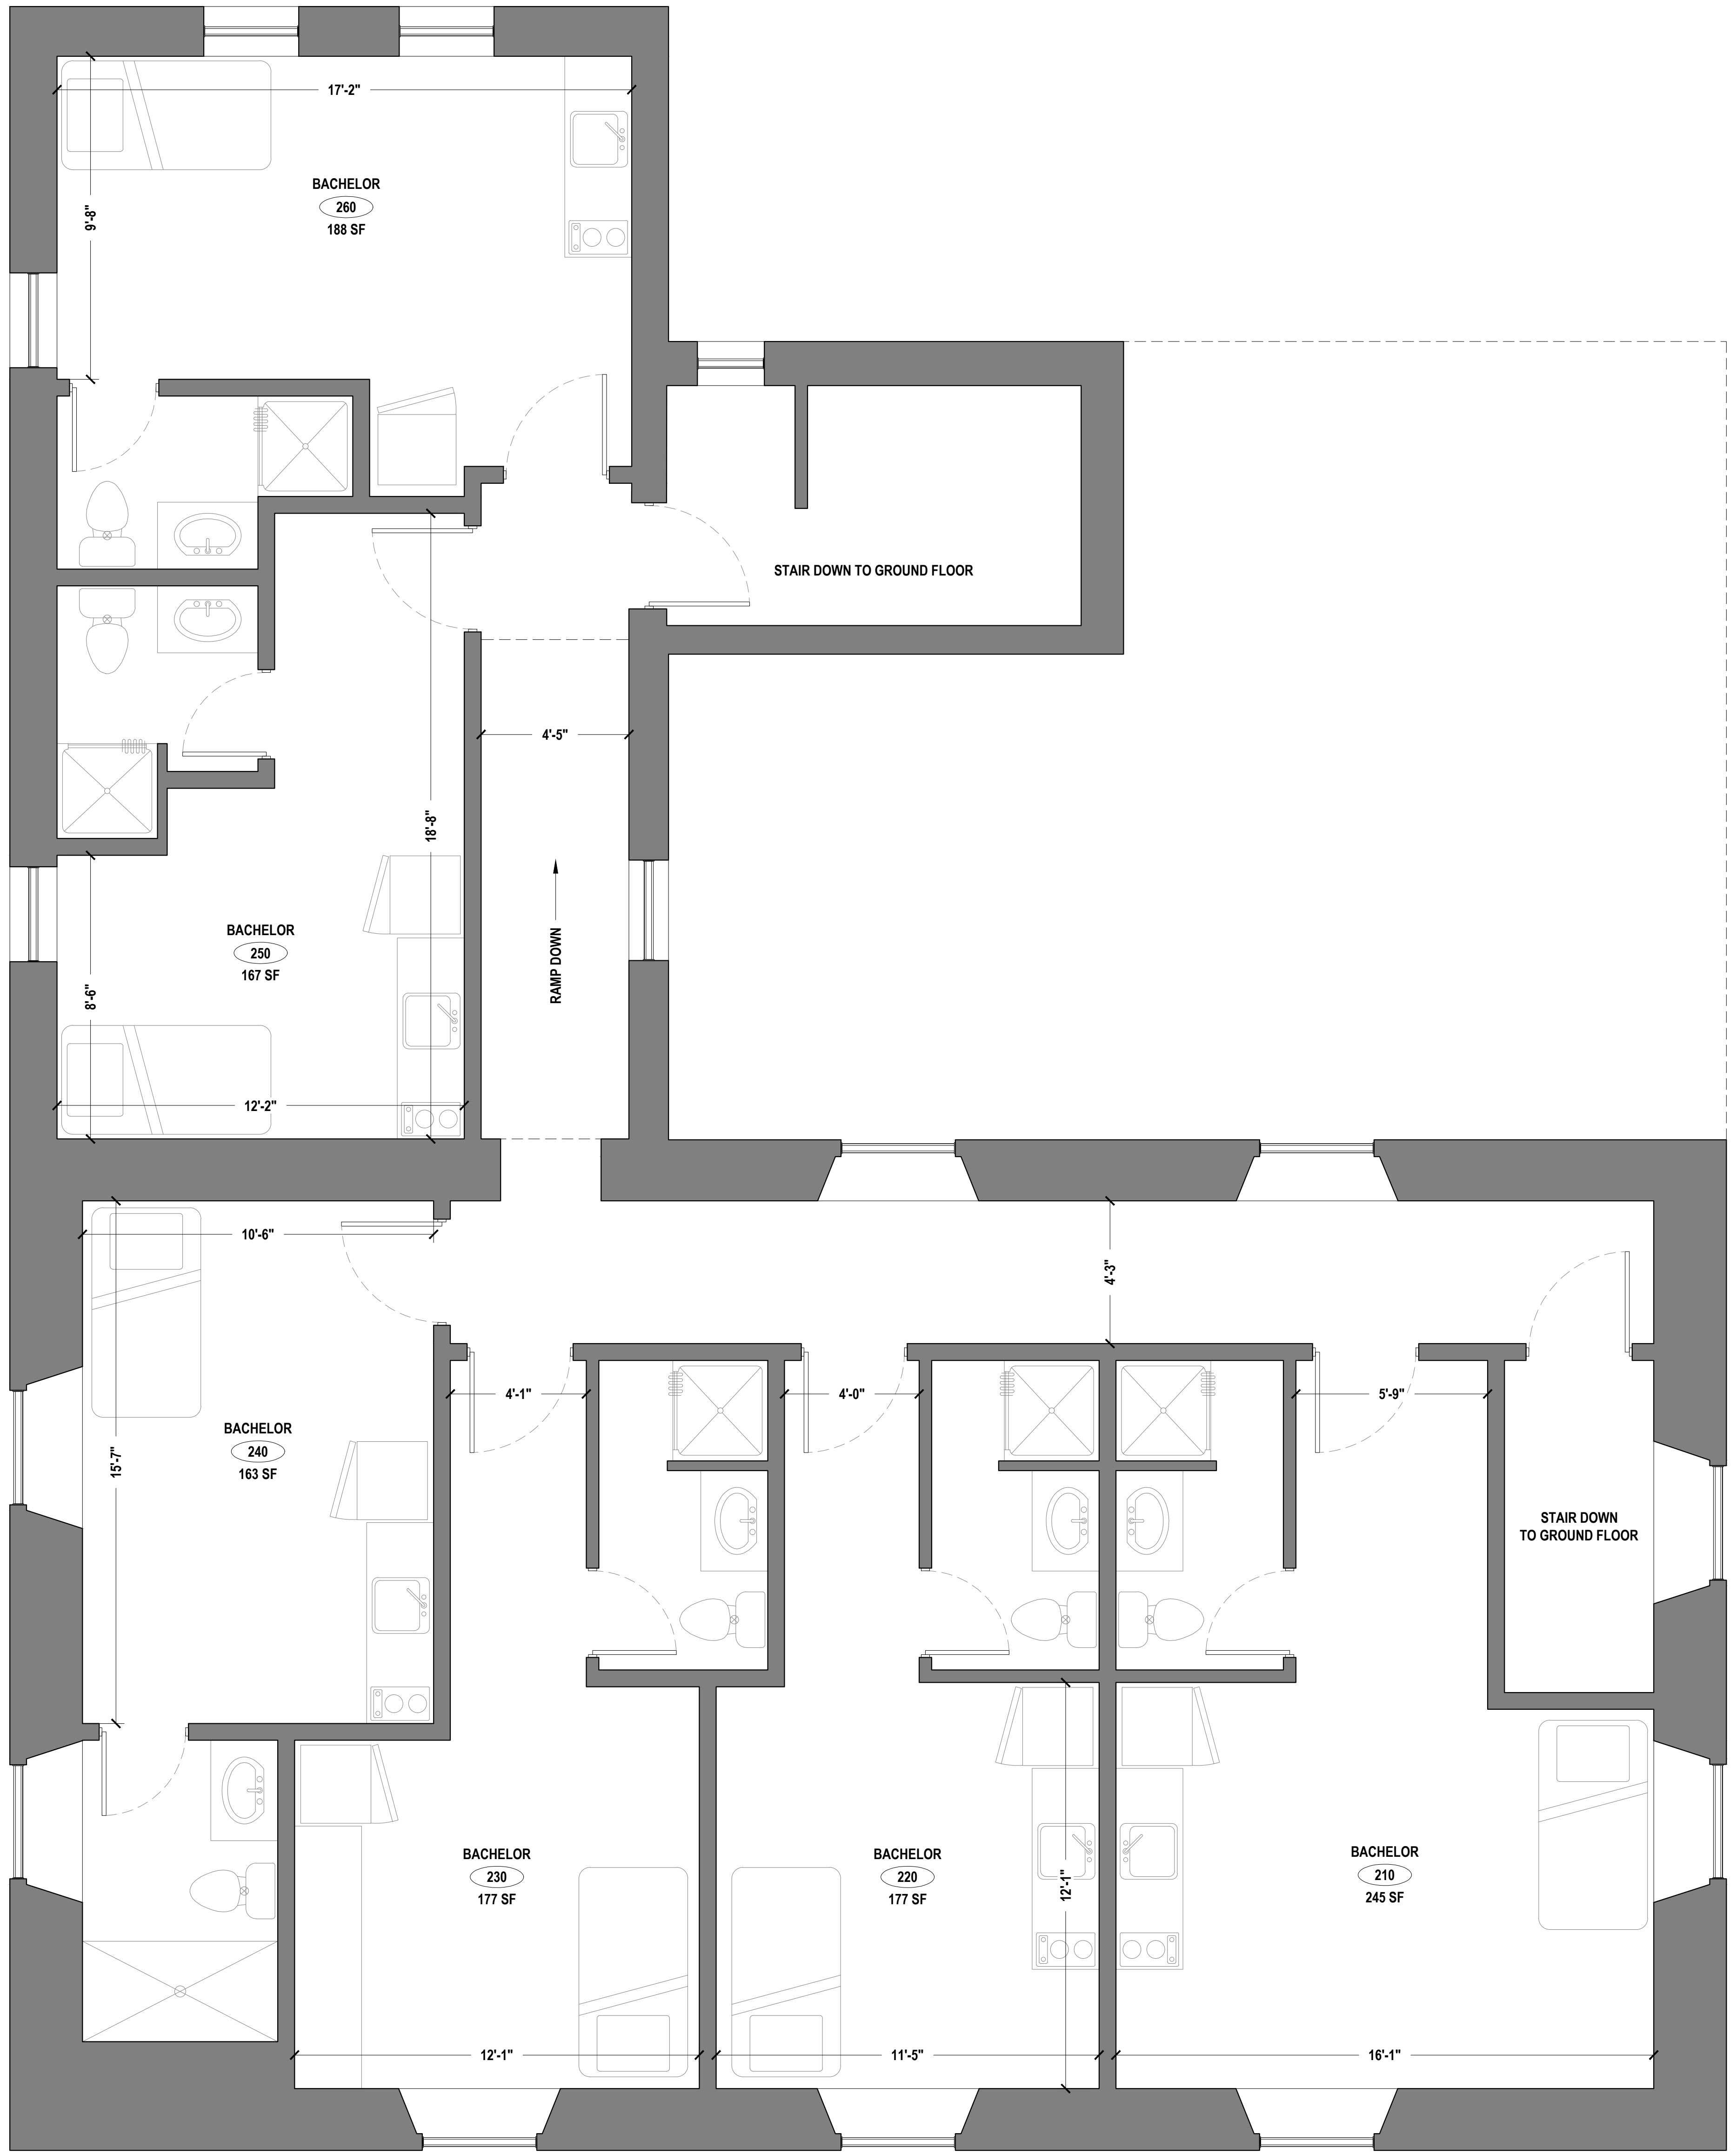 17'-2"
9'-8"
BACHELOR
260
188 SF
STAIR DOWN TO GROUND FLOOR
4'-5"
18'-8"
RAMP DOWN
BACHELOR
250
167 SF
8'-6"
12'-2"
10'-6"
4'-3"
15'-7"
4'-1"
4'-0"
5'-9"
BACHELOR
240
163 SF
STAIR DOWN
TO GROUND FLOOR
BACHELOR
230
177 SF
BACHELOR
220
177 SF
12'-1"
BACHELOR
210
245 SF
12'-1"
11'-5"
16'-1"